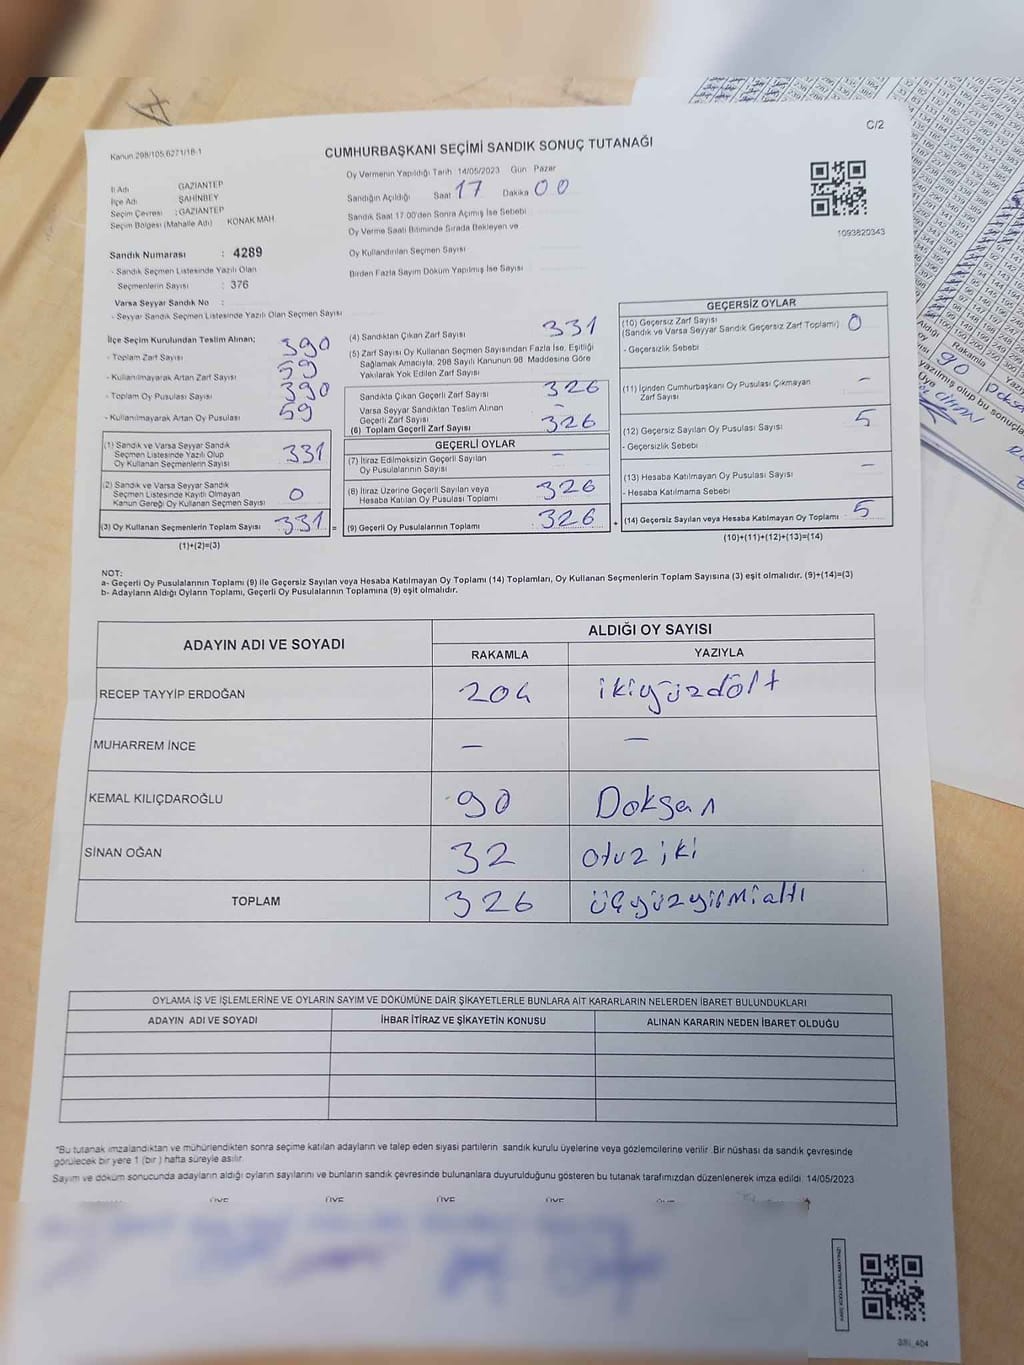 C/2
Kanun:298/105;6271/18-1
CUMHURBAŞKANI SEÇİMİ SANDIK SONUÇ TUTANAĞI
İl Adı GAZİANTEP
İlçe Adı ŞAHİNBEY
Seçim Çevresi : GAZİANTEP
Seçim Bölgesi (Mahalle Adı) KONAK MAH.
Oy Vermenin Yapıldığı Tarih 14/05/2023 Gün Pazar
Sandığın Açıldığı Saat 17 Dakika 00
Sandık Saat 17.00'den Sonra Açılmış İse Sebebi
Oy Verme Saati Bitiminde Sırada Bekleyen ve
Oy Kullandırılan Seçmen Sayısı
Birden Fazla Sayım Döküm Yapılmış İse Sayısı
1093820343
Sandık Numarası : 4289
- Sandık Seçmen Listesinde Yazılı Olan
Seçmenlerin Sayısı : 376
Varsa Seyyar Sandık No :
- Seyyar Sandık Seçmen Listesinde Yazılı Olan Seçmen Sayısı
İlçe Seçim Kurulundan Teslim Alınan;
- Toplam Zarf Sayısı 390
- Kullanılmayarak Artan Zarf Sayısı 59
- Toplam Oy Pusulası Sayısı 390
- Kullanılmayarak Artan Oy Pusulası 59
(1) Sandık ve Varsa Seyyar Sandık
Seçmen Listesinde Yazılı Olup
Oy Kullanan Seçmenlerin Sayısı 331
(2) Sandık ve Varsa Seyyar Sandık
Seçmen Listesinde Kayıtlı Olmayan
Kanun Gereği Oy Kullanan Seçmen Sayısı 0
(3) Oy Kullanan Seçmenlerin Toplam Sayısı 331 =
(1)+(2)=(3)
(4) Sandıktan Çıkan Zarf Sayısı 331
(5) Zarf Sayısı Oy Kullanan Seçmen Sayısından Fazla İse, Eşitliği
Sağlamak Amacıyla, 298 Sayılı Kanunun 98. Maddesine Göre
Yakılarak Yok Edilen Zarf Sayısı
Sandıkta Çıkan Geçerli Zarf Sayısı 326
Varsa Seyyar Sandıktan Teslim Alınan
Geçerli Zarf Sayısı –
(6) Toplam Geçerli Zarf Sayısı 326
GEÇERLİ OYLAR
(7) İtiraz Edilmeksizin Geçerli Sayılan
Oy Pusulalarının Sayısı –
(8) İtiraz Üzerine Geçerli Sayılan veya
Hesaba Katılan Oy Pusulası Toplamı 326
(9) Geçerli Oy Pusulalarının Toplamı 326 +
GEÇERSİZ OYLAR
(10) Geçersiz Zarf Sayısı
(Sandık ve Varsa Seyyar Sandık Geçersiz Zarf Toplamı) 0
- Geçersizlik Sebebi
(11) İçinden Cumhurbaşkanı Oy Pusulası Çıkmayan
Zarf Sayısı –
(12) Geçersiz Sayılan Oy Pusulası Sayısı 5
- Geçersizlik Sebebi
(13) Hesaba Katılmayan Oy Pusulası Sayısı –
- Hesaba Katılmama Sebebi
(14) Geçersiz Sayılan veya Hesaba Katılmayan Oy Toplamı 5
(10)+(11)+(12)+(13)=(14)
NOT:
a- Geçerli Oy Pusulalarının Toplamı (9) ile Geçersiz Sayılan veya Hesaba Katılmayan Oy Toplamı (14) Toplamları, Oy Kullanan Seçmenlerin Toplam Sayısına (3) eşit olmalıdır. (9)+(14)=(3)
b- Adayların Aldığı Oyların Toplamı, Geçerli Oy Pusulalarının Toplamına (9) eşit olmalıdır.
ADAYIN ADI VE SOYADI ALDIĞI OY SAYISI
RAKAMLA YAZIYLA
RECEP TAYYİP ERDOĞAN 204 ikiyüzdört
MUHARREM İNCE – –
KEMAL KILIÇDAROĞLU 90 Doksan
SİNAN OĞAN 32 otuz iki
TOPLAM 326 üçyüzyirmialtı
OYLAMA İŞ VE İŞLEMLERİNE VE OYLARIN SAYIM VE DÖKÜMÜNE DAİR ŞİKAYETLERLE BUNLARA AİT KARARLARIN NELERDEN İBARET BULUNDUKLARI
ADAYIN ADI VE SOYADI İHBAR İTİRAZ VE ŞİKAYETİN KONUSU ALINAN KARARIN NEDEN İBARET OLDUĞU
*Bu tutanak imzalandıktan ve mühürlendikten sonra seçime katılan adayların ve talep eden siyasi partilerin sandık kurulu üyelerine veya gözlemcilerine verilir. Bir nüshası da sandık çevresinde
görülecek bir yere 1 (bir ) hafta süreyle asılır.
Sayım ve döküm sonucunda adayların aldığı oyların sayılarını ve bunların sandık çevresinde bulunanlara duyurulduğunu gösteren bu tutanak tarafımızdan düzenlenerek imza edildi. 14/05/2023
ÜYE ÜYE ÜYE ÜYE